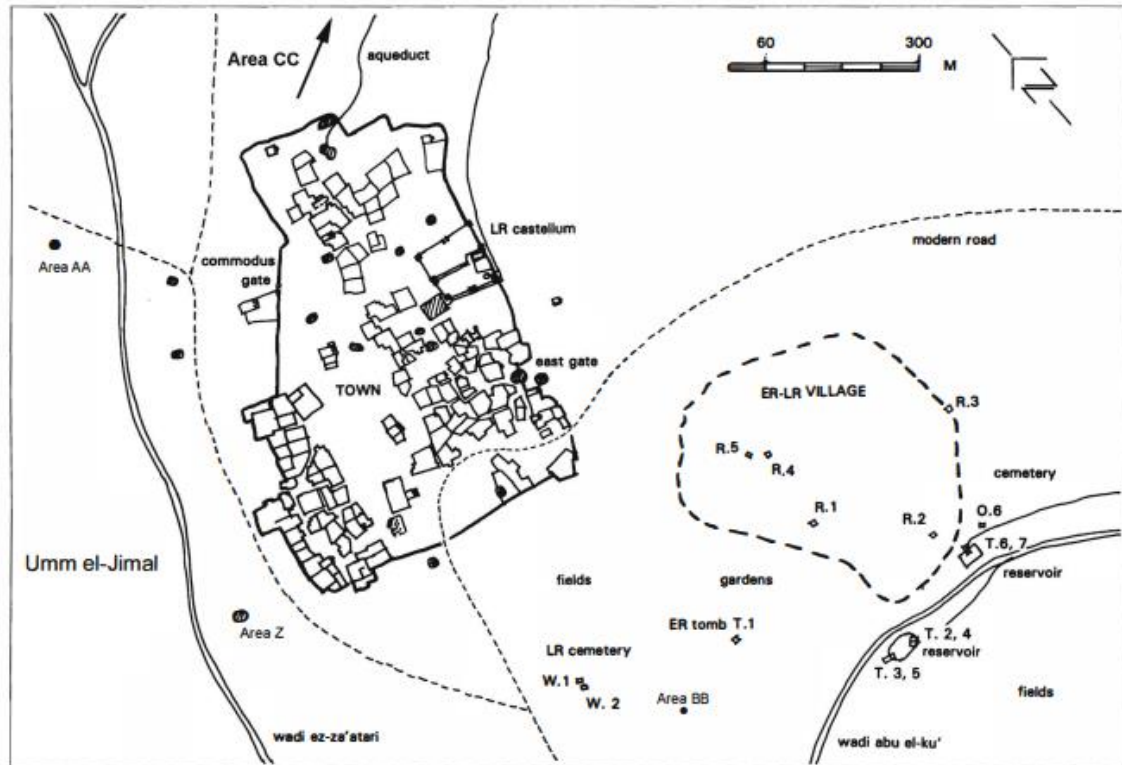 Area CC
aqueduct
60
300
M
N
LR castellum
modern road
Area AA
commodus
gate
east gate
TOWN
ER-LR VILLAGE
R.3
R.5
R.4
cemetery
R.1
R.2
O.6
T.6, 7
reservoir
Umm el-Jimal
fields
gardens
Area Z
ER tomb T.1
LR cemetery
T. 2, 4
reservoir
T. 3, 5
W.1
W. 2
Area BB
fields
wadi ez-za'atari
wadi abu el-ku'